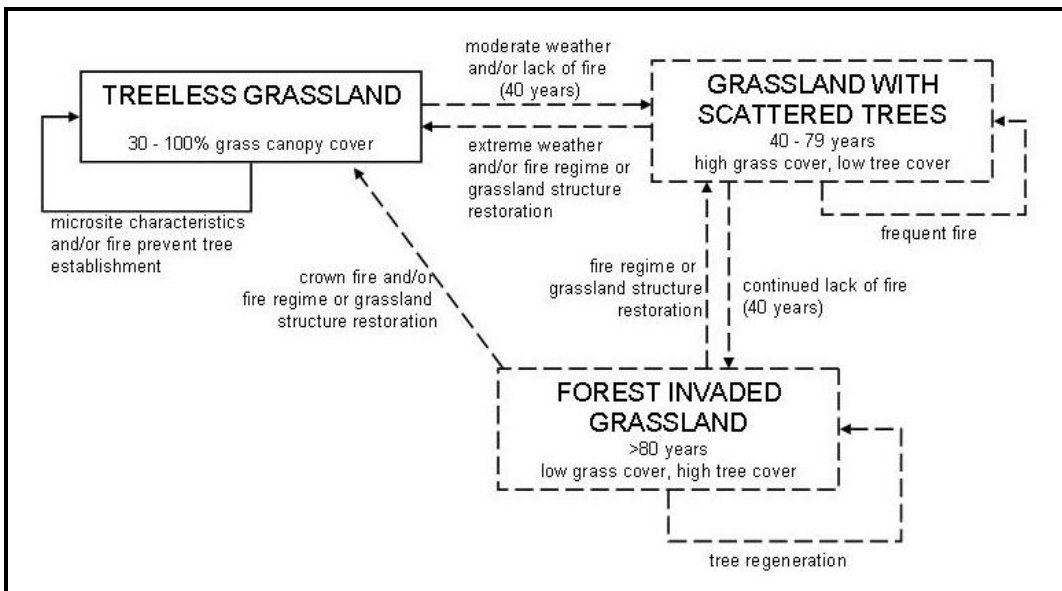 TREELESS GRASSLAND
30 - 100% grass canopy cover
moderate weather
and/or lack of fire
(40 years)
extreme weather
and/or fire regime or
grassland structure
restoration
GRASSLAND WITH
SCATTERED TREES
40 - 79 years
high grass cover, low tree cover
frequent fire
microsite characteristics
and/or fire prevent tree
establishment
crown fire and/or
fire regime or grassland
structure restoration
fire regime or
grassland structure
restoration
continued lack of fire
(40 years)
FOREST INVADED
GRASSLAND
>80 years
low grass cover, high tree cover
tree regeneration